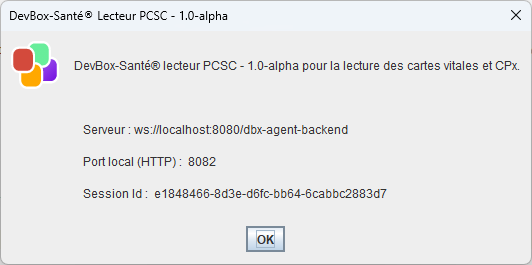 DevBox-Santé® Lecteur PCSC - 1.0-alpha
DevBox-Santé® lecteur PCSC - 1.0-alpha pour la lecture des cartes vitales et CPx.
Serveur : ws://localhost:8080/dbx-agent-backend
Port local (HTTP) : 8082
Session Id : e1848466-8d3e-d6fc-bb64-6cabbc2883d7
OK